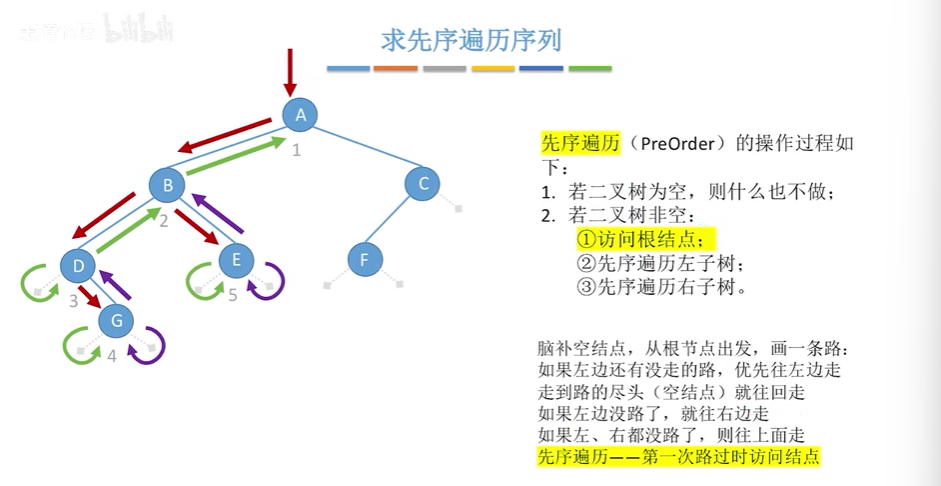 bilibili
求先序遍历序列
A
1
B
2
C
D
3
E
5
F
G
4
先序遍历（PreOrder）的操作过程如
下：
1. 若二叉树为空，则什么也不做；
2. 若二叉树非空：
①访问根结点；
②先序遍历左子树；
③先序遍历右子树。
脑补空结点，从根节点出发，画一条路：
如果左边还有没走的路，优先往左边走
走到路的尽头（空结点）就往回走
如果左边没路了，就往右边走
如果左、右都没路了，则往上面走
先序遍历——第一次路过时访问结点